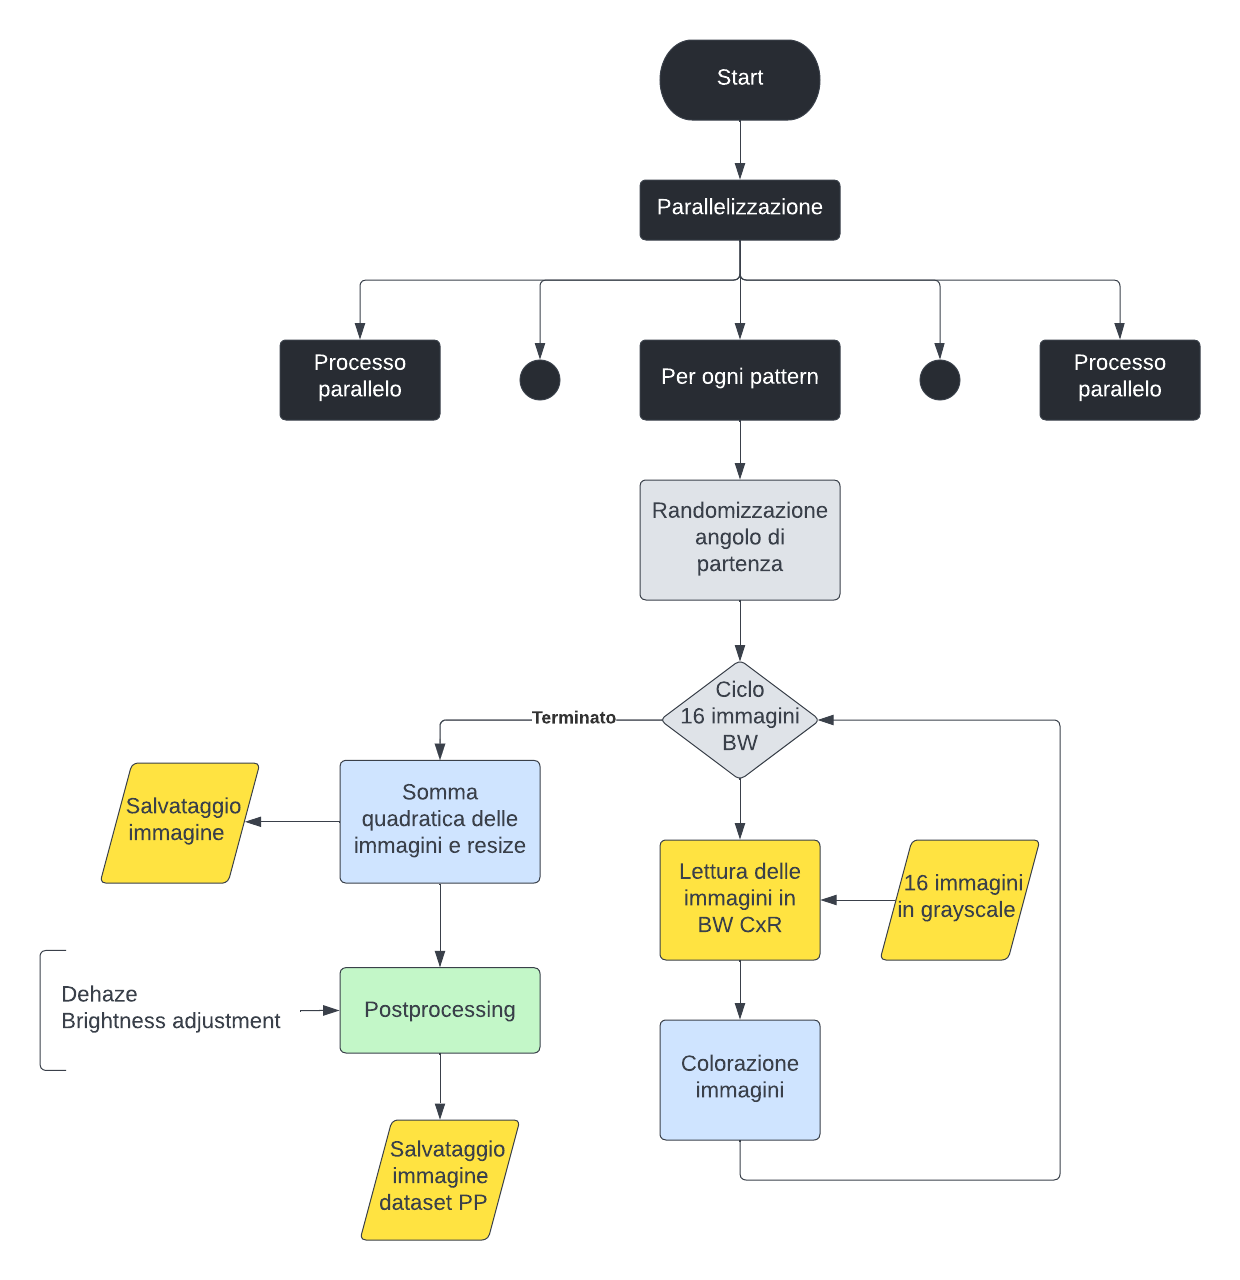 Start
Parallelizzazione
Processo
parallelo
Per ogni pattern
Processo
parallelo
Randomizzazione
angolo di
partenza
Ciclo
16 immagini
BW
Terminato
Somma
quadratica delle
immagini e resize
Salvataggio
immagine
Lettura delle
immagini in
BW CxR
16 immagini
in grayscale
Dehaze
Brightness adjustment
Postprocessing
Colorazione
immagini
Salvataggio
immagine
dataset PP